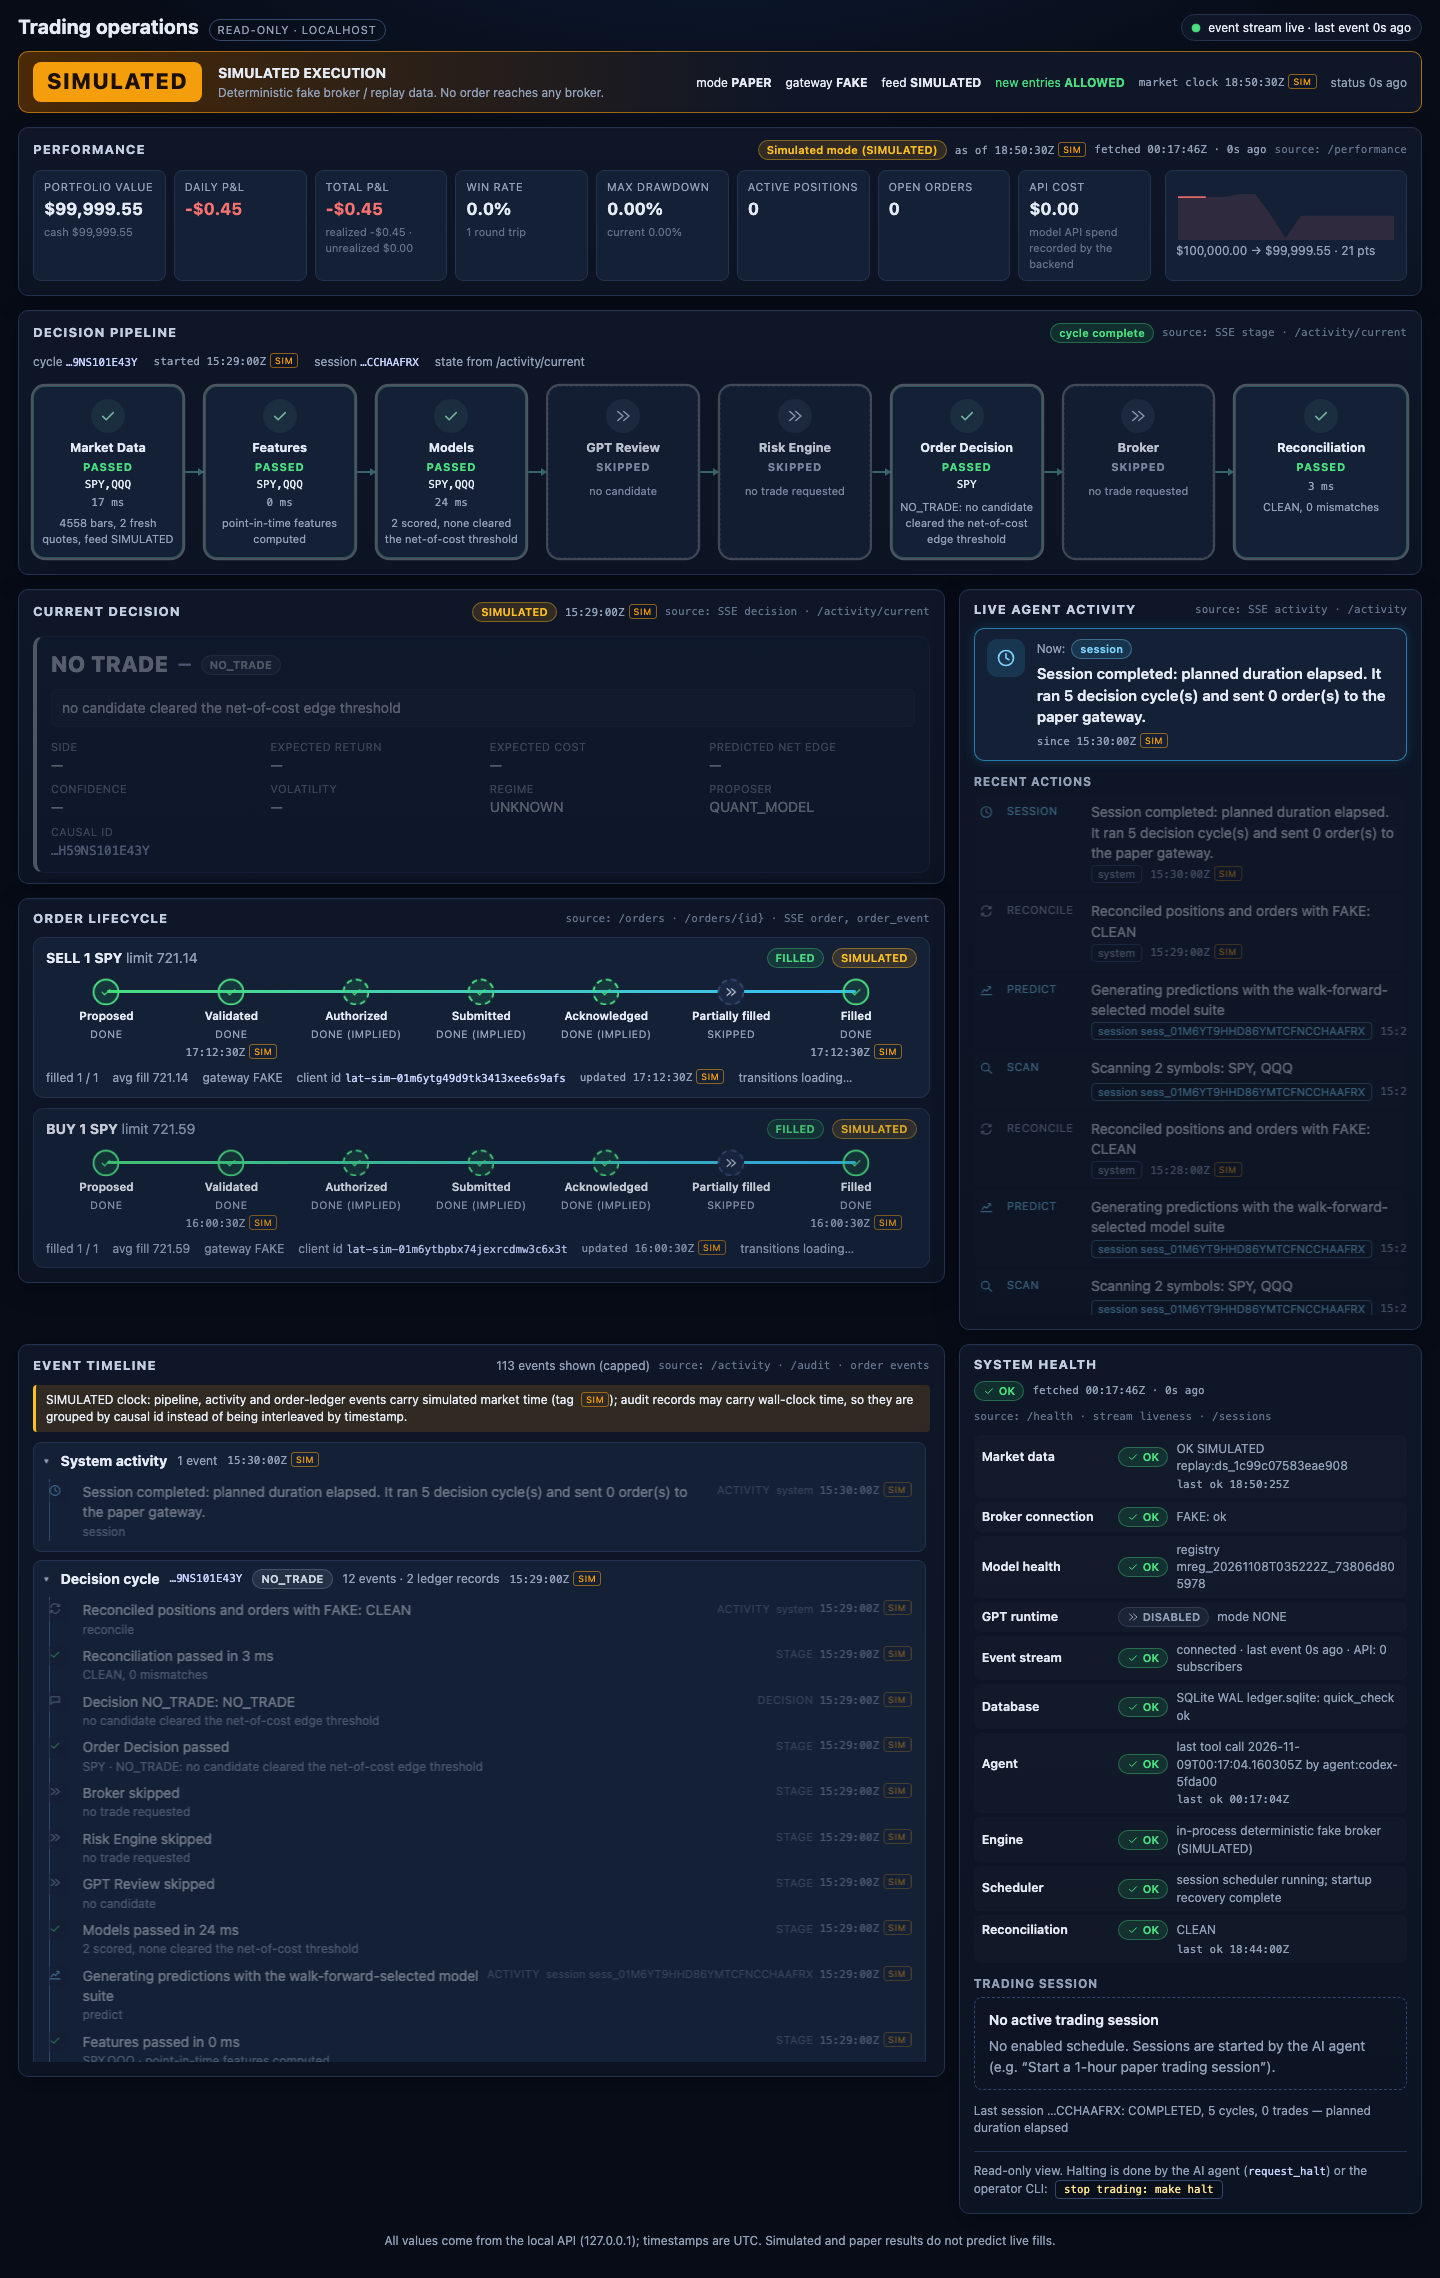 Trading operations READ-ONLY · LOCALHOST
event stream live · last event 0s ago
SIMULATED
SIMULATED EXECUTION
Deterministic fake broker / replay data. No order reaches any broker.
mode PAPER gateway FAKE feed SIMULATED new entries ALLOWED market clock 18:50:30Z SIM status 0s ago
PERFORMANCE
Simulated mode (SIMULATED) as of 18:50:30Z SIM fetched 00:17:46Z · 0s ago source: /performance
PORTFOLIO VALUE
$99,999.55
cash $99,999.55
DAILY P&L
-$0.45
TOTAL P&L
-$0.45
realized -$0.45 ·
unrealized $0.00
WIN RATE
0.0%
1 round trip
MAX DRAWDOWN
0.00%
current 0.00%
ACTIVE POSITIONS
0
OPEN ORDERS
0
API COST
$0.00
model API spend
recorded by the
backend
$100,000.00 → $99,999.55 · 21 pts
DECISION PIPELINE
cycle complete source: SSE stage · /activity/current
cycle …9NS101E43Y started 15:29:00Z SIM session …CCHAAFRX state from /activity/current
Market Data
PASSED
SPY,QQQ
17 ms
4558 bars, 2 fresh
quotes, feed SIMULATED
Features
PASSED
SPY,QQQ
0 ms
point-in-time features
computed
Models
PASSED
SPY,QQQ
24 ms
2 scored, none cleared
the net-of-cost threshold
GPT Review
SKIPPED
no candidate
Risk Engine
SKIPPED
no trade requested
Order Decision
PASSED
SPY
NO_TRADE: no candidate
cleared the net-of-cost
edge threshold
Broker
SKIPPED
no trade requested
Reconciliation
PASSED
3 ms
CLEAN, 0 mismatches
CURRENT DECISION
SIMULATED 15:29:00Z SIM source: SSE decision · /activity/current
NO TRADE — NO_TRADE
no candidate cleared the net-of-cost edge threshold
SIDE
—
EXPECTED RETURN
—
EXPECTED COST
—
PREDICTED NET EDGE
—
CONFIDENCE
—
VOLATILITY
—
REGIME
UNKNOWN
PROPOSER
QUANT_MODEL
CAUSAL ID
…H59NS101E43Y
ORDER LIFECYCLE
source: /orders · /orders/{id} · SSE order, order_event
SELL 1 SPY limit 721.14
FILLED SIMULATED
Proposed
DONE
Validated
DONE
17:12:30Z SIM
Authorized
DONE (IMPLIED)
Submitted
DONE (IMPLIED)
Acknowledged
DONE (IMPLIED)
Partially filled
SKIPPED
Filled
DONE
17:12:30Z SIM
filled 1 / 1 avg fill 721.14 gateway FAKE client id lat-sim-01m6ytg49d9tk3413xee6s9afs updated 17:12:30Z SIM transitions loading…
BUY 1 SPY limit 721.59
FILLED SIMULATED
Proposed
DONE
Validated
DONE
16:00:30Z SIM
Authorized
DONE (IMPLIED)
Submitted
DONE (IMPLIED)
Acknowledged
DONE (IMPLIED)
Partially filled
SKIPPED
Filled
DONE
16:00:30Z SIM
filled 1 / 1 avg fill 721.59 gateway FAKE client id lat-sim-01m6ytbpbx74jexrcdmw3c6x3t updated 16:00:30Z SIM transitions loading…
LIVE AGENT ACTIVITY
source: SSE activity · /activity
Now: session
Session completed: planned duration elapsed. It
ran 5 decision cycle(s) and sent 0 order(s) to the
paper gateway.
since 15:30:00Z SIM
RECENT ACTIONS
SESSION
Session completed: planned duration elapsed.
It ran 5 decision cycle(s) and sent 0 order(s) to
the paper gateway.
system 15:30:00Z SIM
RECONCILE
Reconciled positions and orders with FAKE:
CLEAN
system 15:29:00Z SIM
PREDICT
Generating predictions with the walk-forward-
selected model suite
session sess_01M6YT9HHD86YMTCFNCCHAAFRX 15:2
SCAN
Scanning 2 symbols: SPY, QQQ
session sess_01M6YT9HHD86YMTCFNCCHAAFRX 15:2
RECONCILE
Reconciled positions and orders with FAKE:
CLEAN
system 15:28:00Z SIM
PREDICT
Generating predictions with the walk-forward-
selected model suite
session sess_01M6YT9HHD86YMTCFNCCHAAFRX 15:2
SCAN
Scanning 2 symbols: SPY, QQQ
session sess_01M6YT9HHD86YMTCFNCCHAAFRX 15:2
EVENT TIMELINE
113 events shown (capped) source: /activity · /audit · order events
SIMULATED clock: pipeline, activity and order-ledger events carry simulated market time (tag SIM); audit records may carry wall-clock time, so they are
grouped by causal id instead of being interleaved by timestamp.
System activity 1 event 15:30:00Z SIM
Session completed: planned duration elapsed. It ran 5 decision cycle(s) and sent 0 order(s) to
the paper gateway.
session
ACTIVITY system 15:30:00Z SIM
Decision cycle …9NS101E43Y NO_TRADE 12 events · 2 ledger records 15:29:00Z SIM
Reconciled positions and orders with FAKE: CLEAN
reconcile
ACTIVITY system 15:29:00Z SIM
Reconciliation passed in 3 ms
CLEAN, 0 mismatches
STAGE 15:29:00Z SIM
Decision NO_TRADE: NO_TRADE
no candidate cleared the net-of-cost edge threshold
DECISION 15:29:00Z SIM
Order Decision passed
SPY · NO_TRADE: no candidate cleared the net-of-cost edge threshold
STAGE 15:29:00Z SIM
Broker skipped
no trade requested
STAGE 15:29:00Z SIM
Risk Engine skipped
no trade requested
STAGE 15:29:00Z SIM
GPT Review skipped
no candidate
STAGE 15:29:00Z SIM
Models passed in 24 ms
2 scored, none cleared the net-of-cost threshold
STAGE 15:29:00Z SIM
Generating predictions with the walk-forward-selected model
suite
predict
ACTIVITY session sess_01M6YT9HHD86YMTCFNCCHAAFRX 15:29:00Z SIM
Features passed in 0 ms
SPY,QQQ · point-in-time features computed
STAGE 15:29:00Z SIM
SYSTEM HEALTH
OK fetched 00:17:46Z · 0s ago
source: /health · stream liveness · /sessions
Market data OK
OK SIMULATED
replay:ds_1c99c07583eae908
last ok 18:50:25Z
Broker connection OK FAKE: ok
Model health OK
registry
mreg_20261108T035222Z_73806d80
5978
GPT runtime DISABLED mode NONE
Event stream OK
connected · last event 0s ago · API: 0
subscribers
Database OK
SQLite WAL ledger.sqlite: quick_check
ok
Agent OK
last tool call 2026-11-
09T00:17:04.160305Z by agent:codex-
5fda00
last ok 00:17:04Z
Engine OK
in-process deterministic fake broker
(SIMULATED)
Scheduler OK
session scheduler running; startup
recovery complete
Reconciliation OK CLEAN
last ok 18:44:00Z
TRADING SESSION
No active trading session
No enabled schedule. Sessions are started by the AI agent
(e.g. “Start a 1-hour paper trading session”).
Last session …CCHAAFRX: COMPLETED, 5 cycles, 0 trades — planned
duration elapsed
Read-only view. Halting is done by the AI agent (request_halt) or the
operator CLI: stop trading: make halt
All values come from the local API (127.0.0.1); timestamps are UTC. Simulated and paper results do not predict live fills.